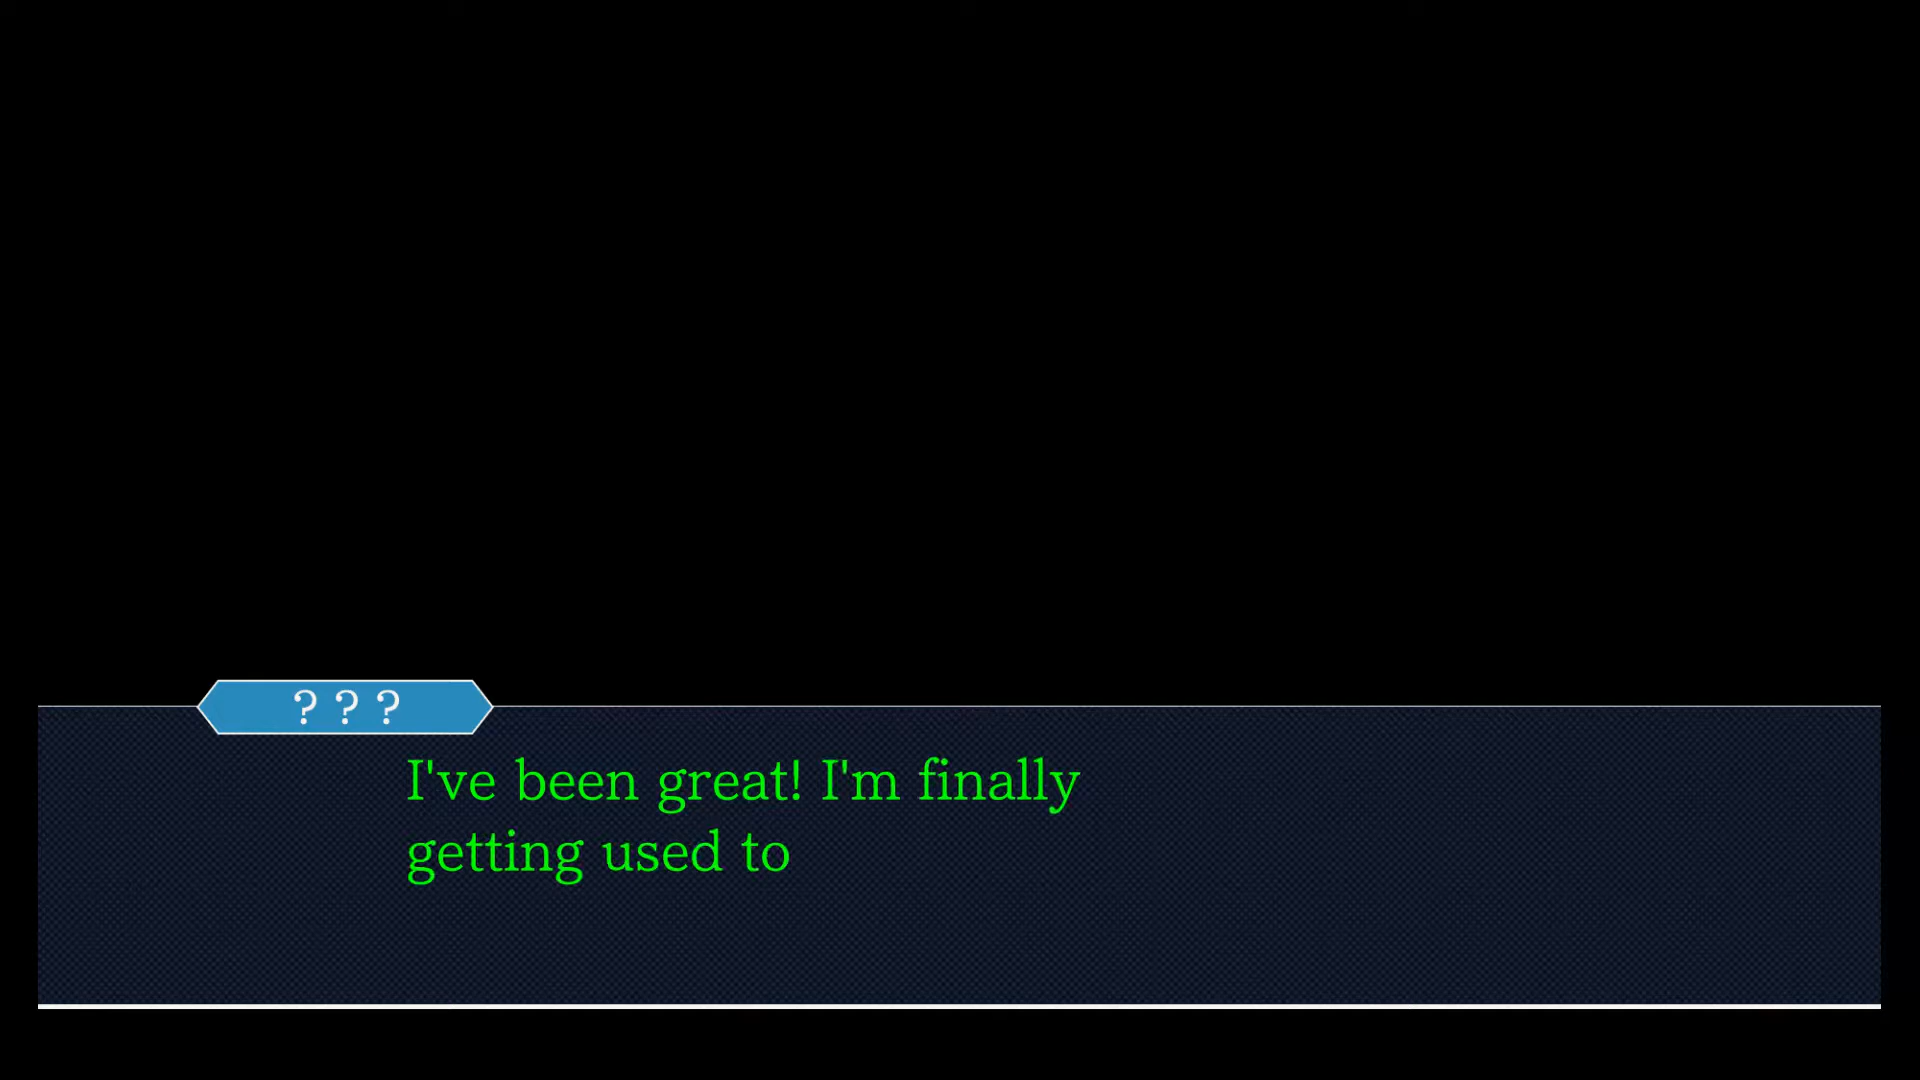 ? ? ?
I've been great! I'm finally
getting used to